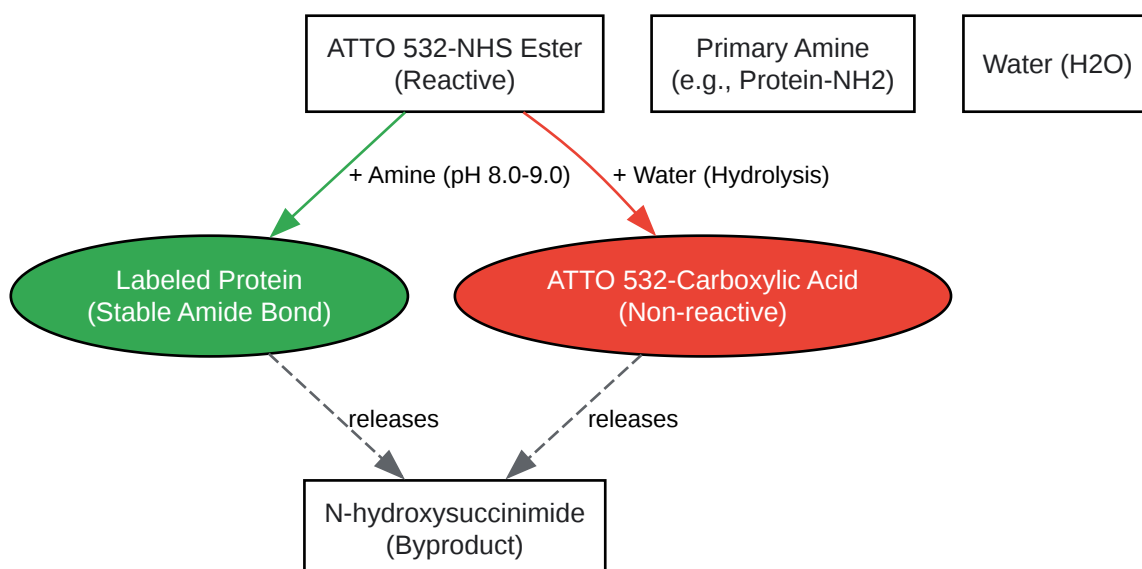 ATTO 532-NHS Ester
(Reactive)
Primary Amine
(e.g., Protein-NH2)
Water (H2O)
+ Amine (pH 8.0-9.0)
+ Water (Hydrolysis)
Labeled Protein
(Stable Amide Bond)
ATTO 532-Carboxylic Acid
(Non-reactive)
releases
releases
N-hydroxysuccinimide
(Byproduct)